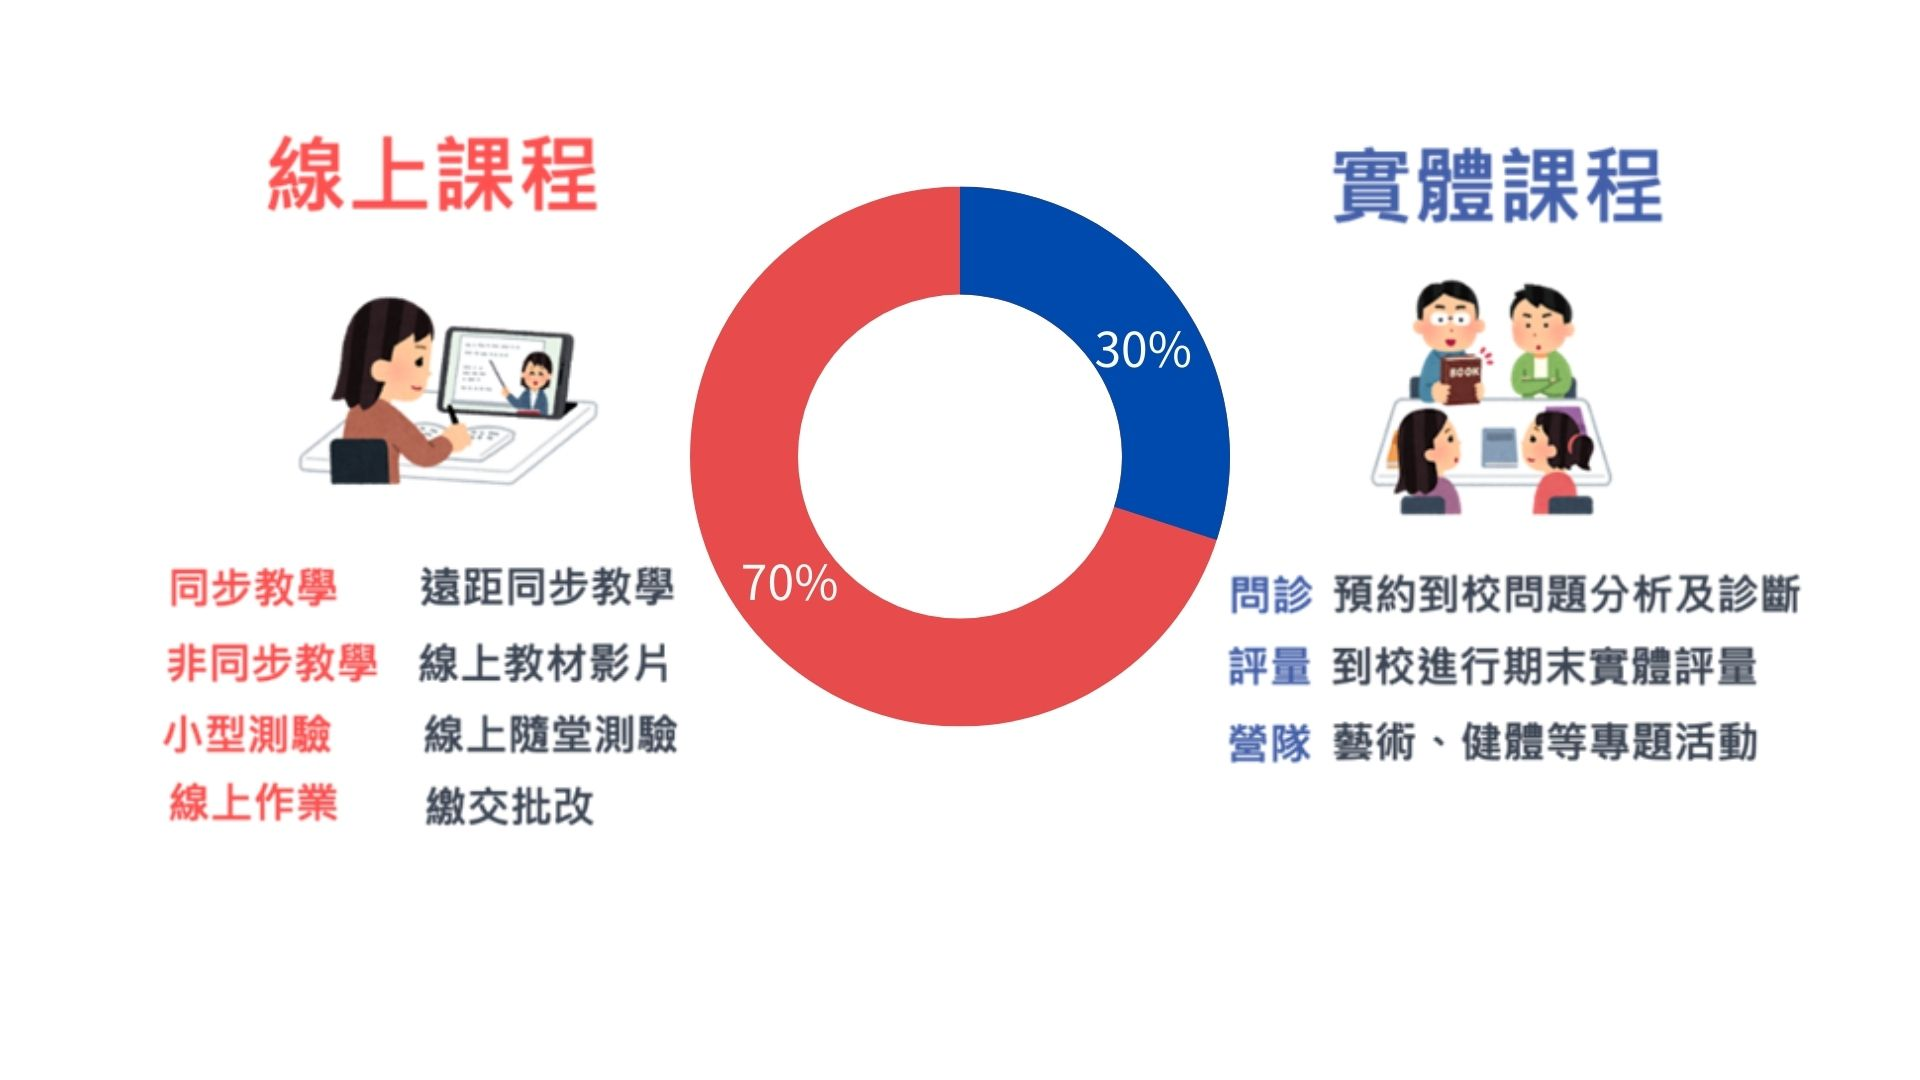 線上課程
同步教學 遠距同步教學
非同步教學 線上教材影片
小型測驗 線上隨堂測驗
線上作業 繳交批改
30%
70%
實體課程
BOOK
問診 預約到校問題分析及診斷
評量 到校進行期末實體評量
營隊 藝術、健體等專題活動